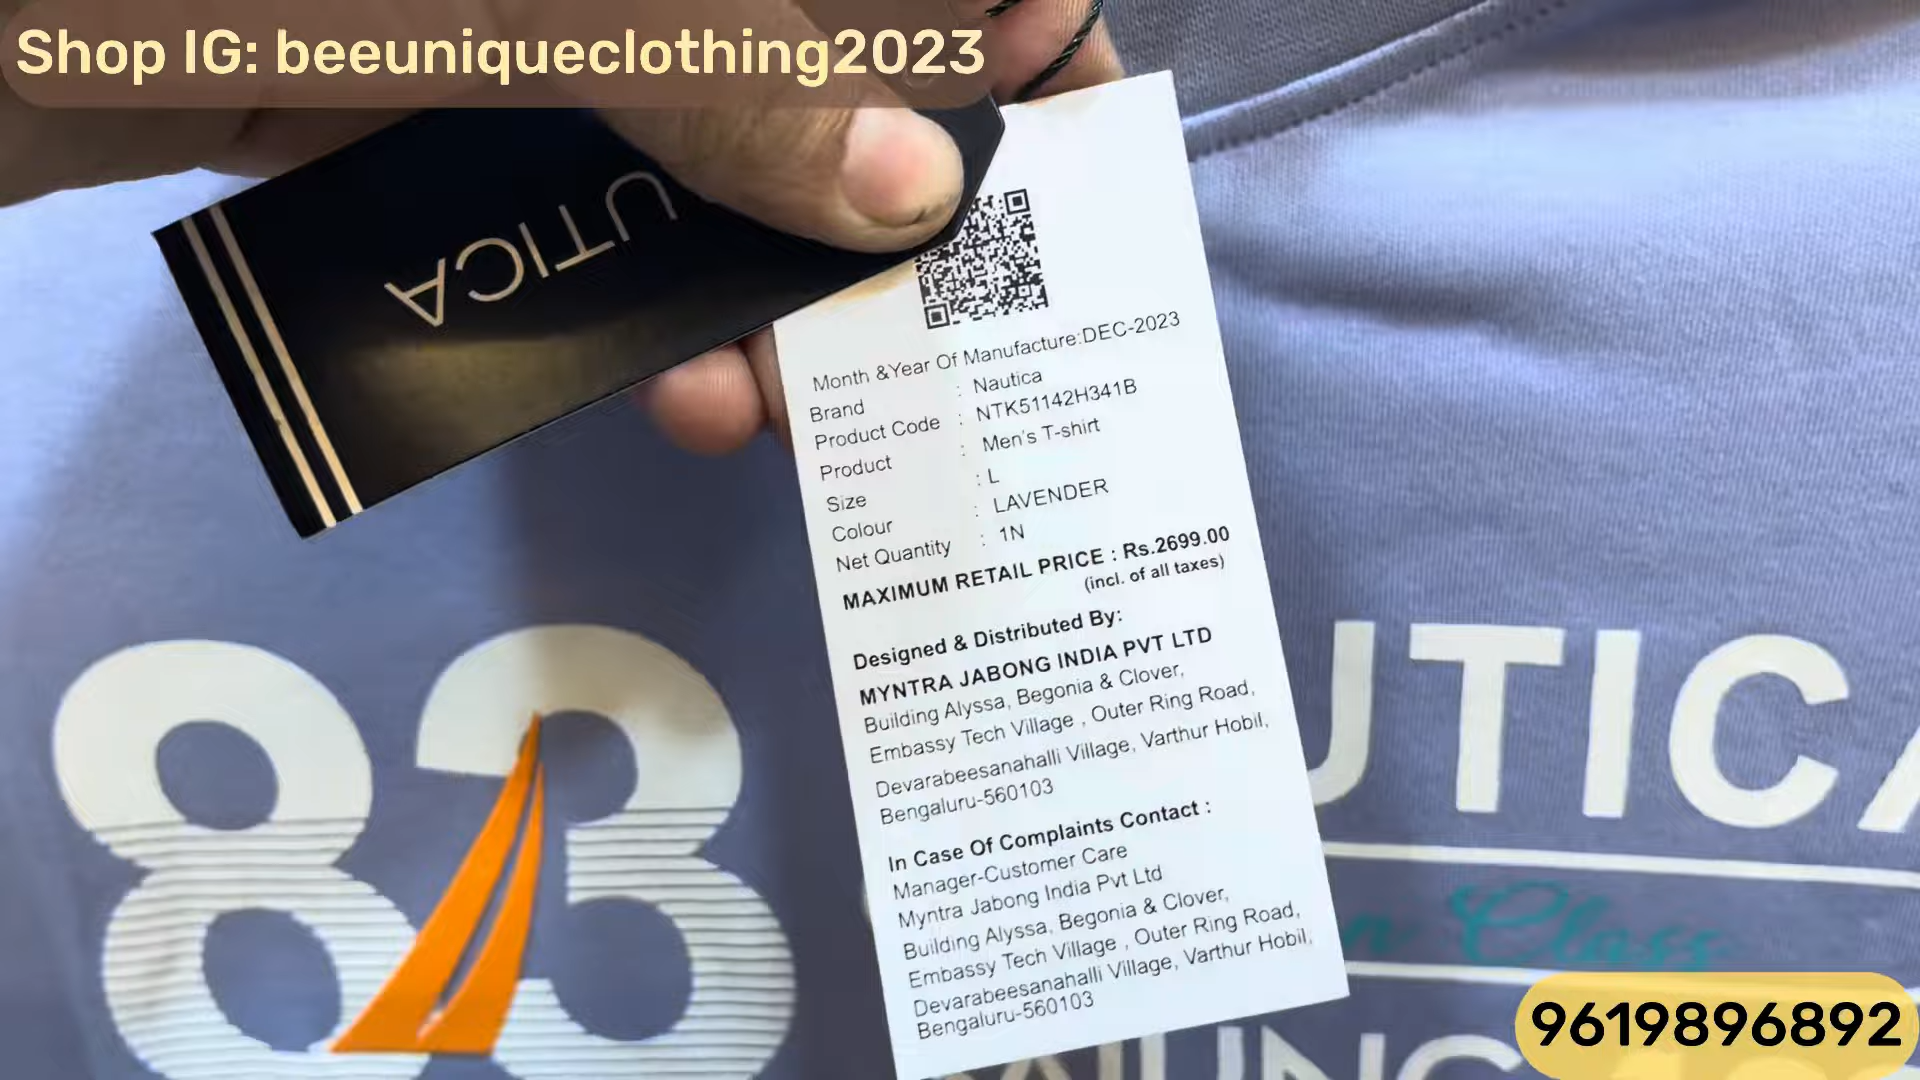 Shop IG: beeuniqueclothing2023
UTICA
Month &Year Of Manufacture:DEC-2023
Brand : Nautica
Product Code : NTK51142H341B
Product : Men's T-shirt
Size : L
Colour : LAVENDER
Net Quantity : 1N
MAXIMUM RETAIL PRICE : Rs.2699.00
(incl. of all taxes)
Designed & Distributed By:
MYNTRA JABONG INDIA PVT LTD
Building Alyssa, Begonia & Clover,
Embassy Tech Village , Outer Ring Road,
Devarabeesanahalli Village, Varthur Hobil,
Bengaluru-560103
In Case Of Complaints Contact :
Manager-Customer Care
Myntra Jabong India Pvt Ltd
Building Alyssa, Begonia & Clover,
Embassy Tech Village , Outer Ring Road,
Devarabeesanahalli Village, Varthur Hobil,
Bengaluru-560103
83
UTICA
n Class
9619896892